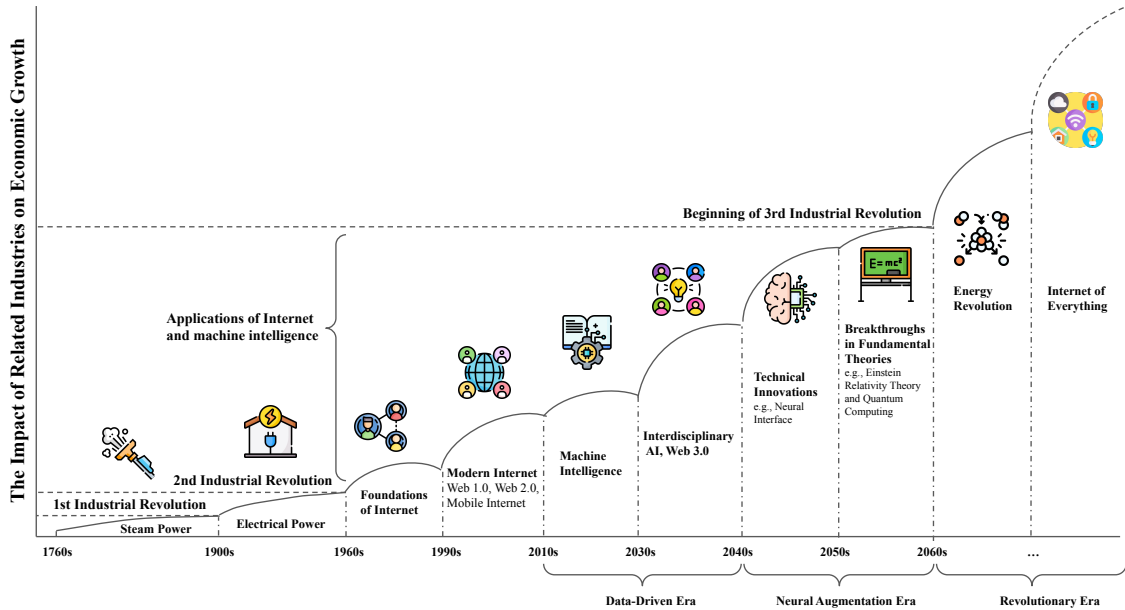 The Impact of Related Industries on Economic Growth
Beginning of 3rd Industrial Revolution
Applications of Internet
and machine intelligence
2nd Industrial Revolution
1st Industrial Revolution
Steam Power
Electrical Power
Foundations
of Internet
Modern Internet
Web 1.0, Web 2.0,
Mobile Internet
Machine
Intelligence
Interdisciplinary
AI, Web 3.0
Technical
Innovations
e.g., Neural
Interface
E=mc²
Breakthroughs
in Fundamental
Theories
e.g., Einstein
Relativity Theory
and Quantum
Computing
Energy
Revolution
Internet of
Everything
1760s
1900s
1960s
1990s
2010s
2030s
2040s
2050s
2060s
...
Data-Driven Era
Neural Augmentation Era
Revolutionary Era